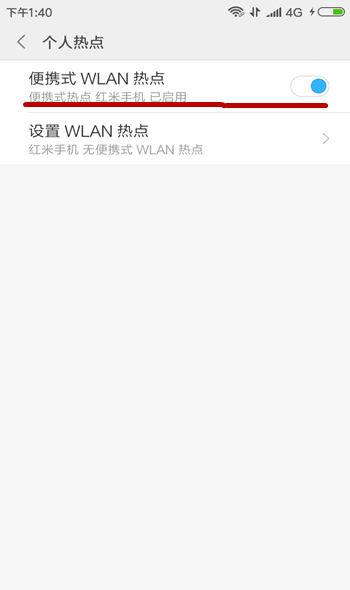 下午1:40 4G
个人热点
便携式 WLAN 热点
便携式热点 红米手机 已启用
设置 WLAN 热点
红米手机 无便携式 WLAN 热点